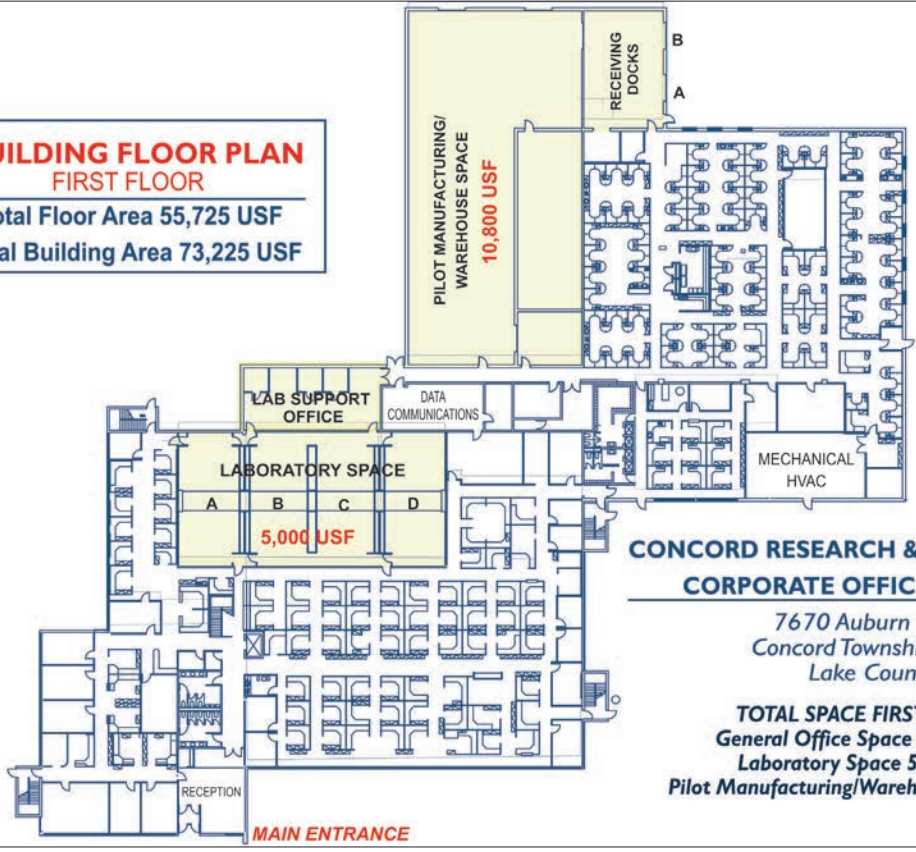 UILDING FLOOR PLAN
FIRST FLOOR
otal Floor Area 55,725 USF
al Building Area 73,225 USF
PILOT MANUFACTURING/
WAREHOUSE SPACE
10,800 USF
RECEIVING
DOCKS
B
A
LAB SUPPORT
OFFICE
DATA
COMMUNICATIONS
LABORATORY SPACE
A B C D
5,000 USF
MECHANICAL
HVAC
CONCORD RESEARCH &
CORPORATE OFFIC
7670 Auburn
Concord Townsh
Lake Coun
TOTAL SPACE FIRS
General Office Space
Laboratory Space 5
Pilot Manufacturing/Wareh
RECEPTION
MAIN ENTRANCE